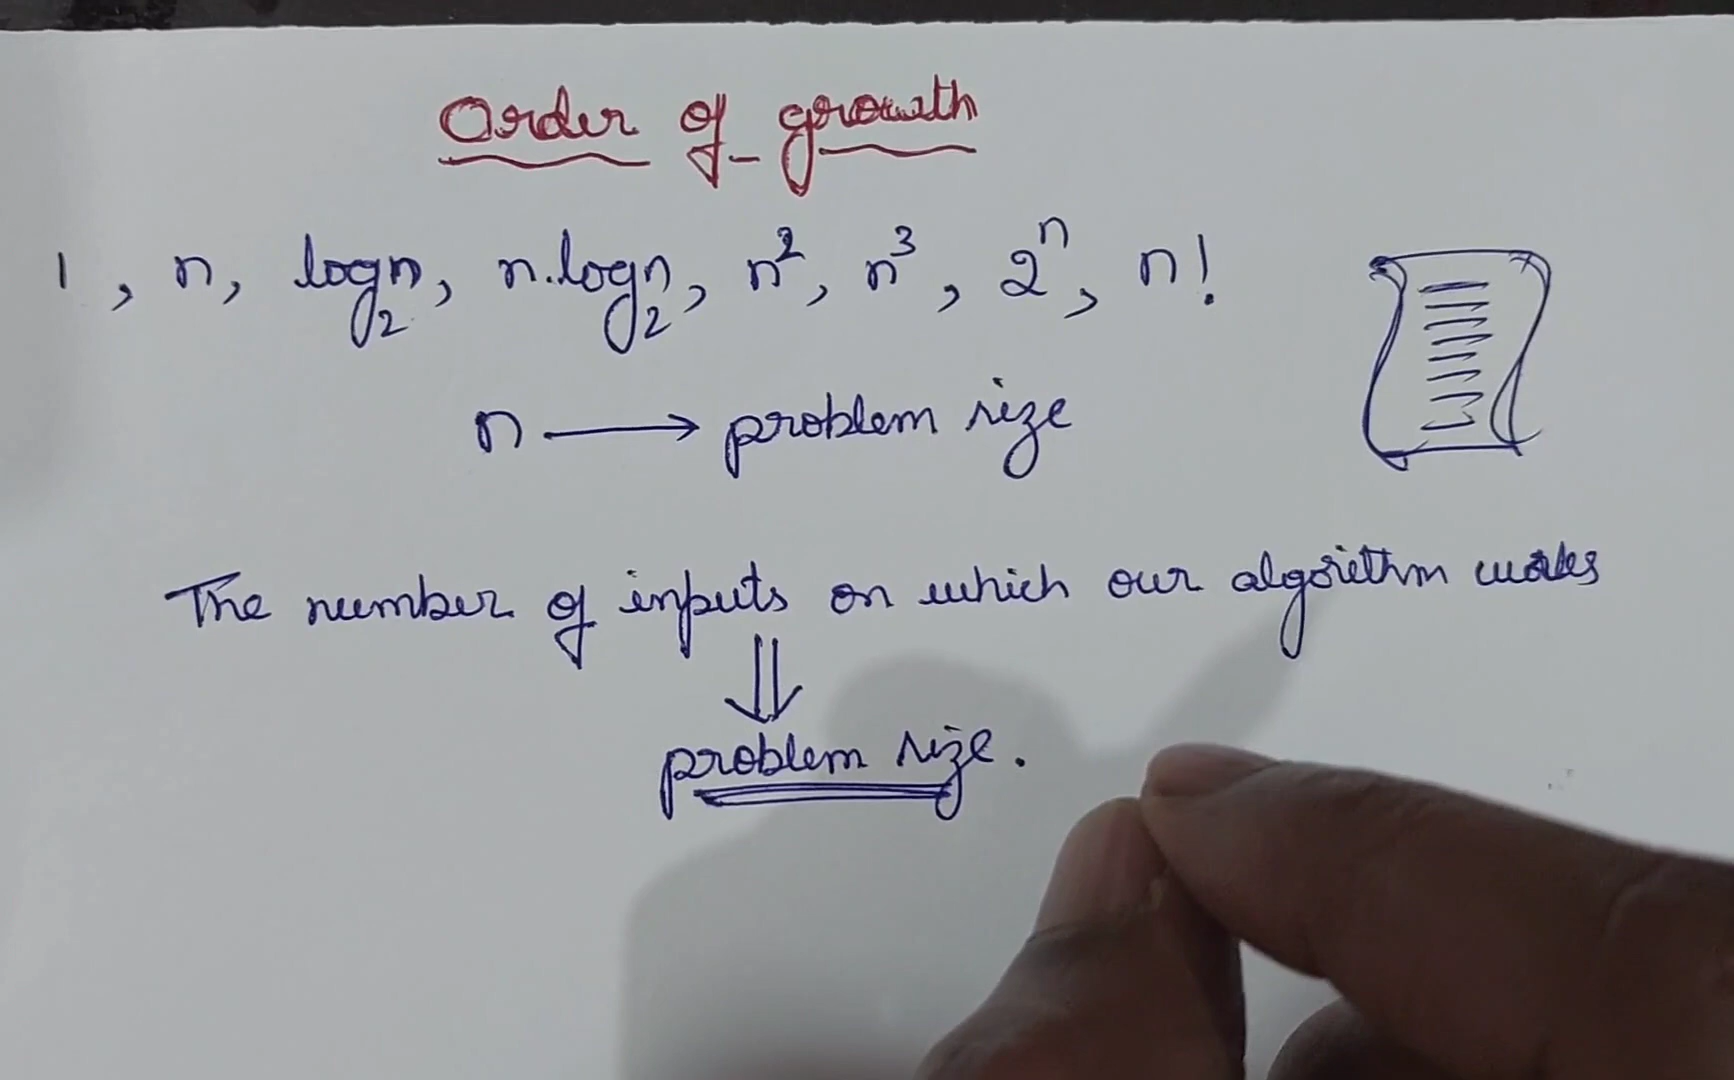 Order of growth
1, n, log₂n, n.log₂n, n², n³, 2ⁿ, n!
n → problem size
The number of inputs on which our algorithm works
⇓
problem size.